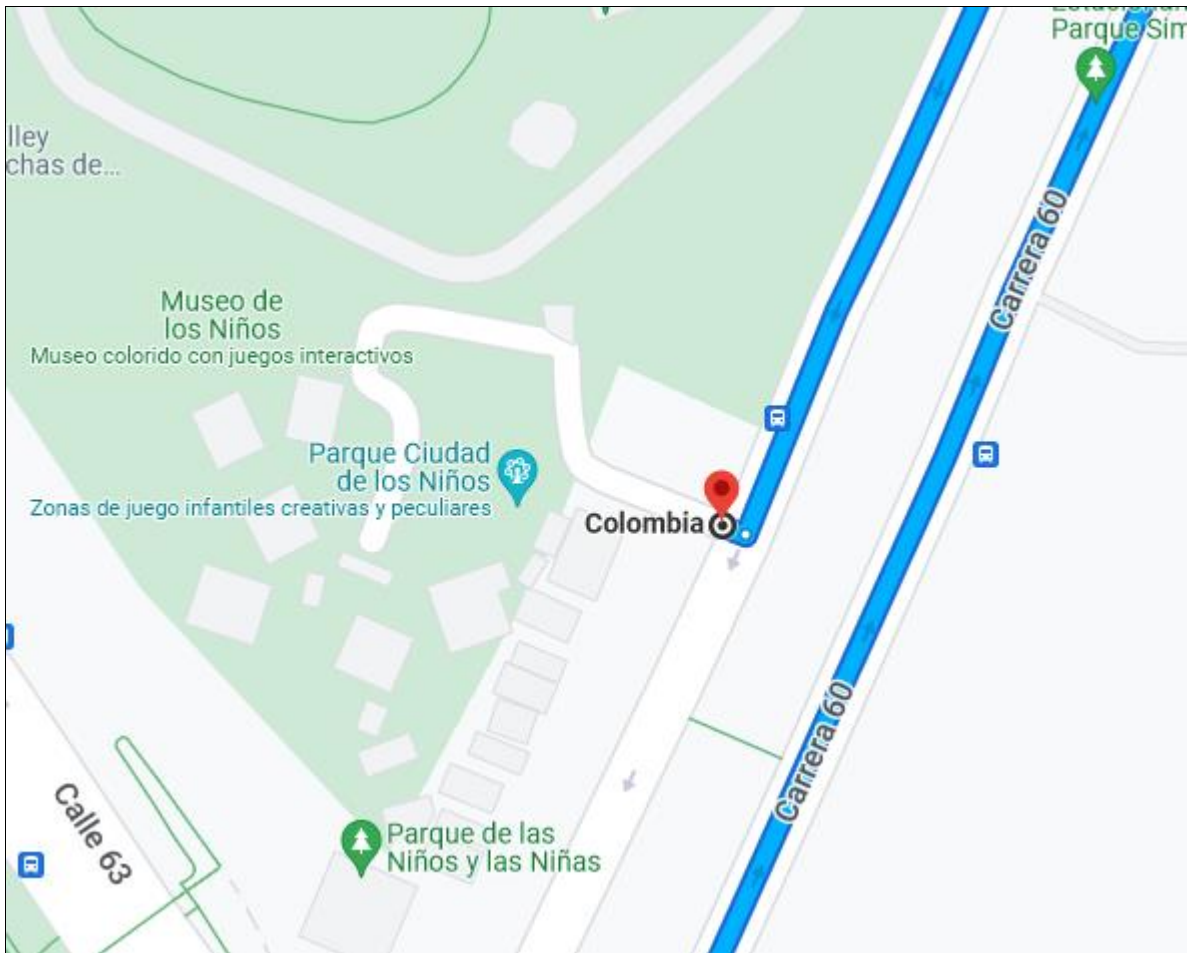 Parque Sim
lley
chas de...
Carrera 60
Museo de
los Niños
Museo colorido con juegos interactivos
Parque Ciudad
de los Niños
Zonas de juego infantiles creativas y peculiares
Colombia
Carrera 60
Calle 63
Parque de las
Niños y las Niñas